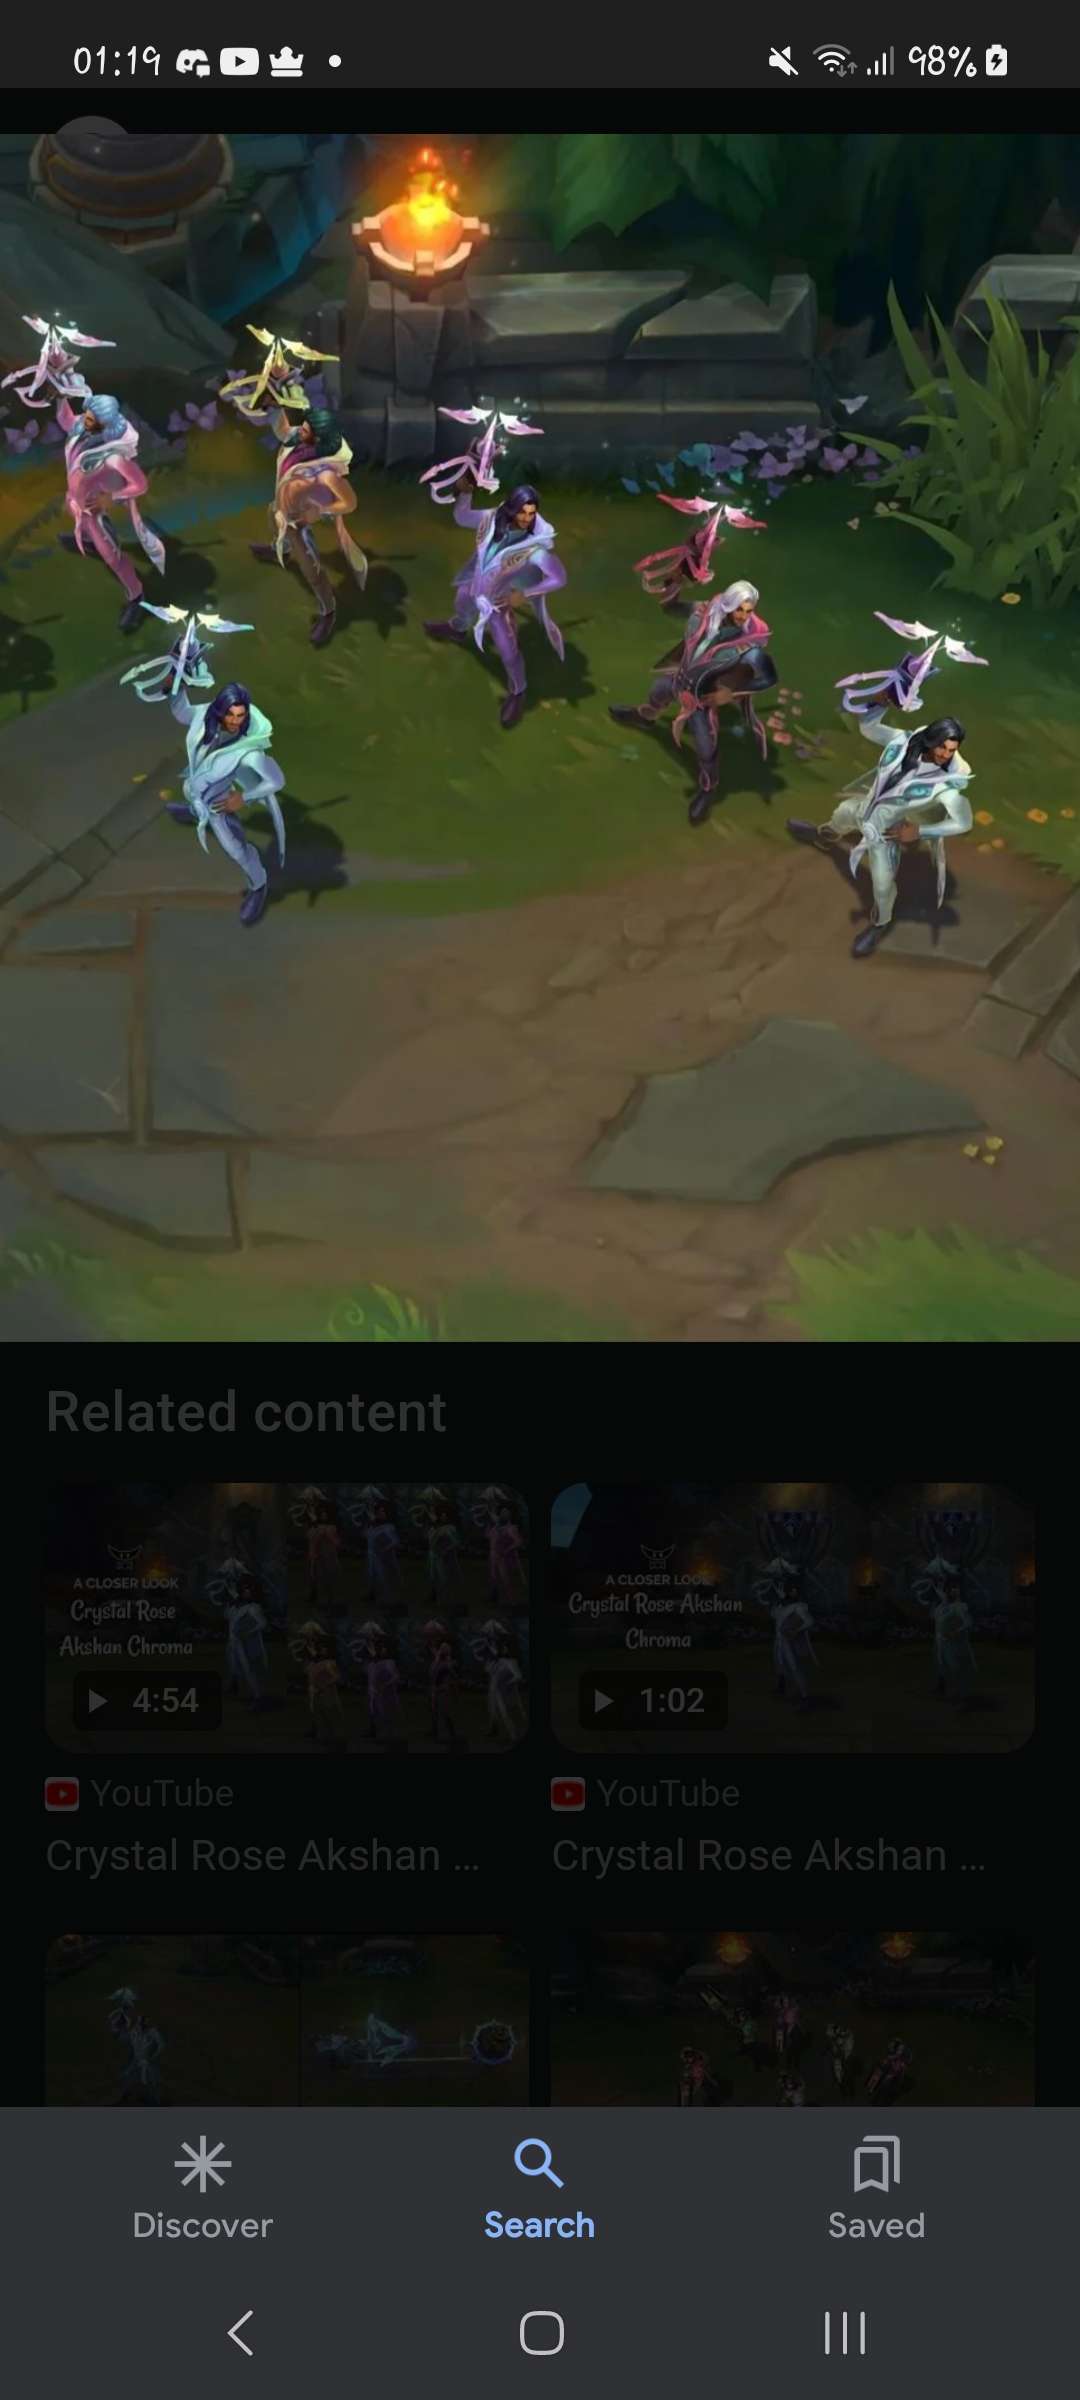 01:19 98%
Related content
A CLOSER LOOK
Crystal Rose
Akshan Chroma
4:54
A CLOSER LOOK
Crystal Rose Akshan
Chroma
1:02
YouTube
Crystal Rose Akshan ...
YouTube
Crystal Rose Akshan ...
Discover
Search
Saved